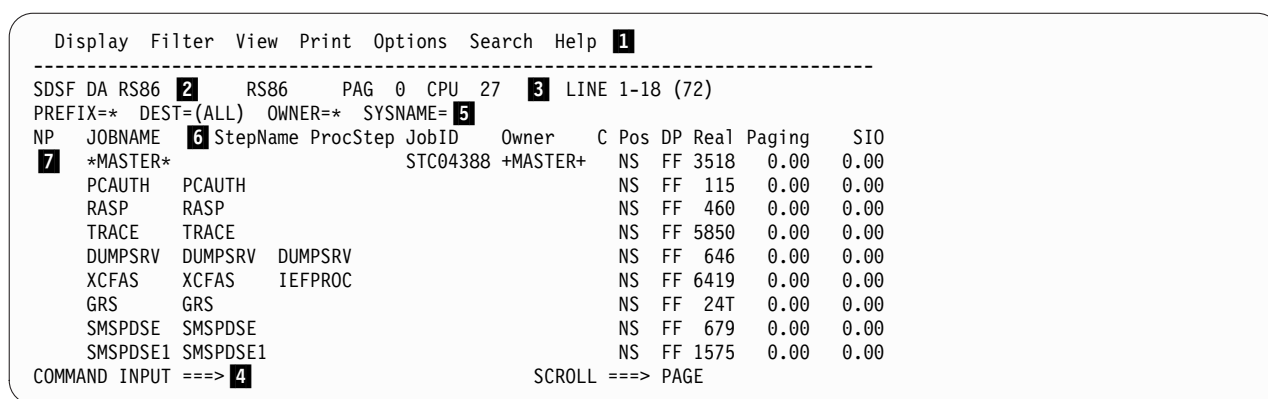 Display Filter View Print Options Search Help 1
-------------------------------------------------------------------------------
SDSF DA RS86 2 RS86 PAG 0 CPU 27 3 LINE 1-18 (72)
PREFIX=* DEST=(ALL) OWNER=* SYSNAME= 5
NP JOBNAME 6 StepName ProcStep JobID Owner C Pos DP Real Paging SIO
7 *MASTER* STC04388 +MASTER+ NS FF 3518 0.00 0.00
PCAUTH PCAUTH NS FF 115 0.00 0.00
RASP RASP NS FF 460 0.00 0.00
TRACE TRACE NS FF 5850 0.00 0.00
DUMPSRV DUMPSRV DUMPSRV NS FF 646 0.00 0.00
XCFAS XCFAS IEFPROC NS FF 6419 0.00 0.00
GRS GRS NS FF 24T 0.00 0.00
SMSPDSE SMSPDSE NS FF 679 0.00 0.00
SMSPDSE1 SMSPDSE1 NS FF 1575 0.00 0.00
COMMAND INPUT ===> 4 SCROLL ===> PAGE